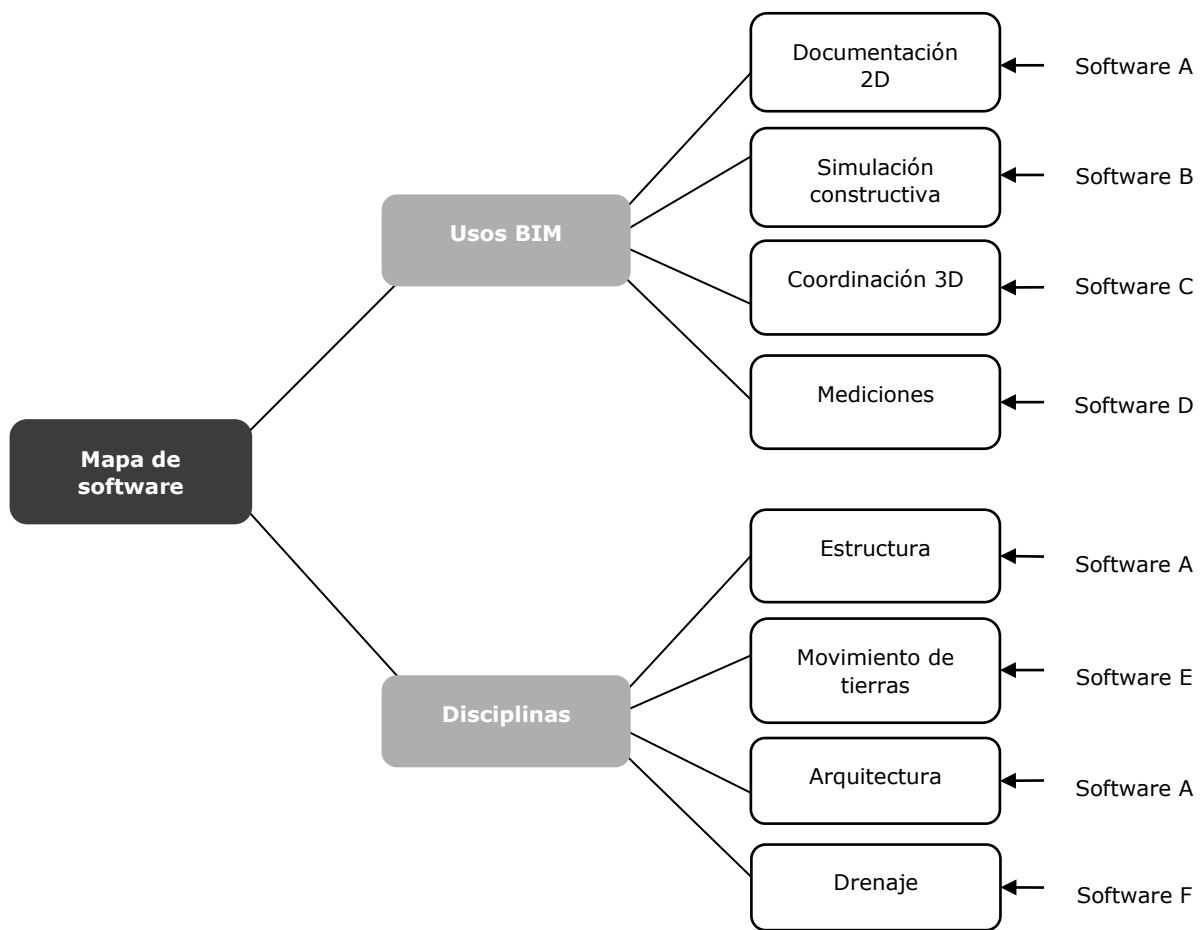 Documentación
2D
Software A
Simulación
constructiva
Software B
Usos BIM
Coordinación 3D
Software C
Mediciones
Software D
Mapa de
software
Estructura
Software A
Movimiento de
tierras
Software E
Disciplinas
Arquitectura
Software A
Drenaje
Software F